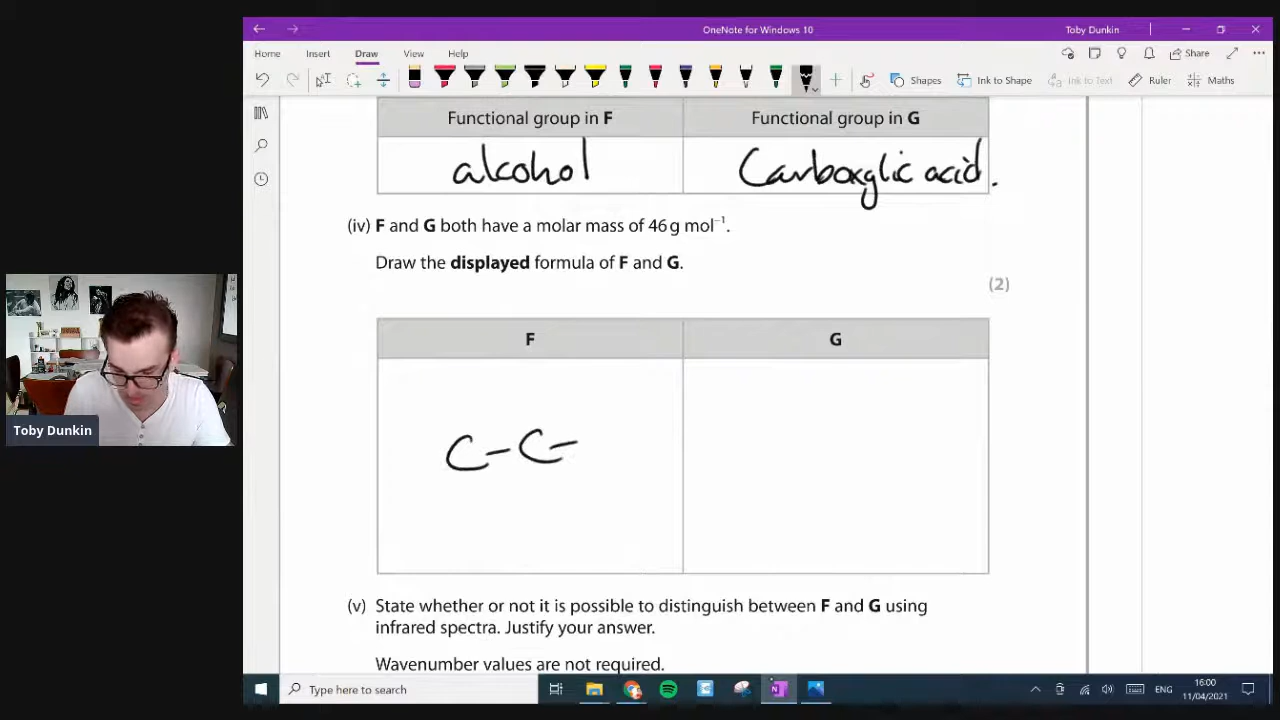 OneNote for Windows 10
Toby Dunkin
Home Insert Draw View Help
Share
Shapes Ink to Shape Ink to Text Ruler Maths
Functional group in F Functional group in G
alcohol Carboxylic acid.
(iv) F and G both have a molar mass of 46 g mol⁻¹.
Draw the displayed formula of F and G.
(2)
F G
C-C-
Toby Dunkin
(v) State whether or not it is possible to distinguish between F and G using
infrared spectra. Justify your answer.
Wavenumber values are not required.
Type here to search
ENG
16:00
11/04/2021